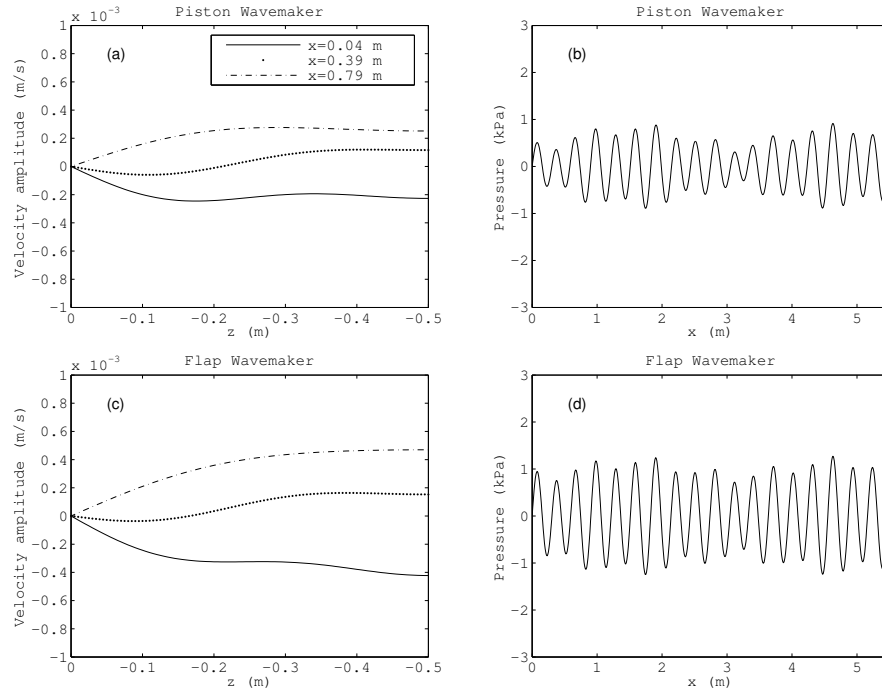 Piston Wavemaker
x 10⁻³
(a)
x=0.04 m
x=0.39 m
x=0.79 m
1
0.8
0.6
0.4
0.2
0
−0.2
−0.4
−0.6
−0.8
−1
Velocity amplitude (m/s)
0 −0.1 −0.2 −0.3 −0.4 −0.5
z (m)
Piston Wavemaker
(b)
3
2
1
0
−1
−2
−3
Pressure (kPa)
0 1 2 3 4 5
x (m)
Flap Wavemaker
x 10⁻³
(c)
1
0.8
0.6
0.4
0.2
0
−0.2
−0.4
−0.6
−0.8
−1
Velocity amplitude (m/s)
0 −0.1 −0.2 −0.3 −0.4 −0.5
z (m)
Flap Wavemaker
(d)
3
2
1
0
−1
−2
−3
Pressure (kPa)
0 1 2 3 4 5
x (m)